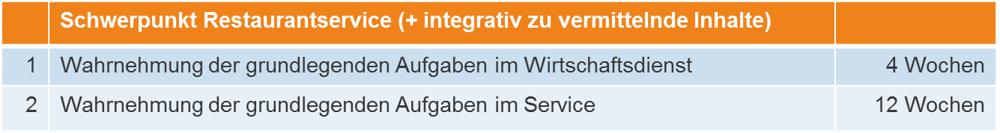 Schwerpunkt Restaurantservice (+ integrativ zu vermittelnde Inhalte)
1 Wahrnehmung der grundlegenden Aufgaben im Wirtschaftsdienst 4 Wochen
2 Wahrnehmung der grundlegenden Aufgaben im Service 12 Wochen